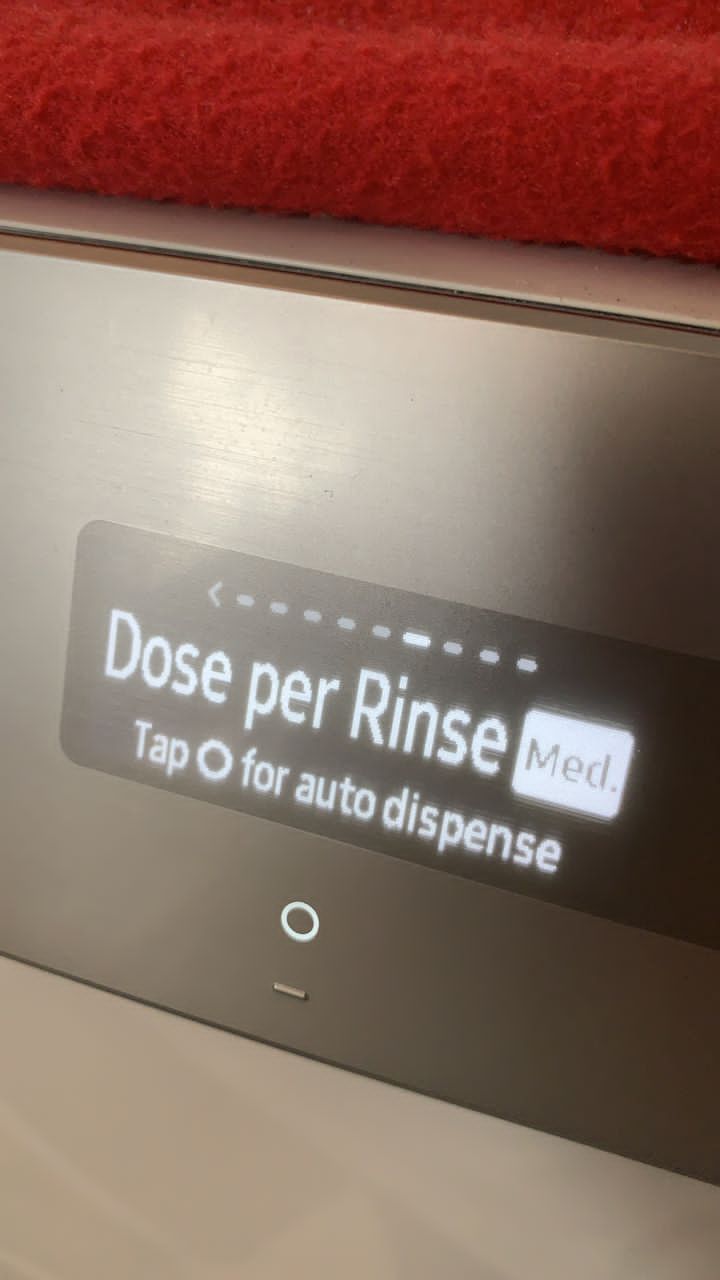 Dose per Rinse Med.
Tap O for auto dispense